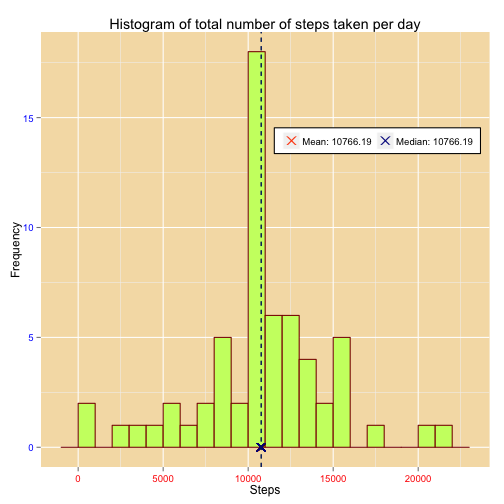 Histogram of total number of steps taken per day
15
Mean: 10766.19 Median: 10766.19
Frequency
10
5
0
0 5000 10000 15000 20000
Steps